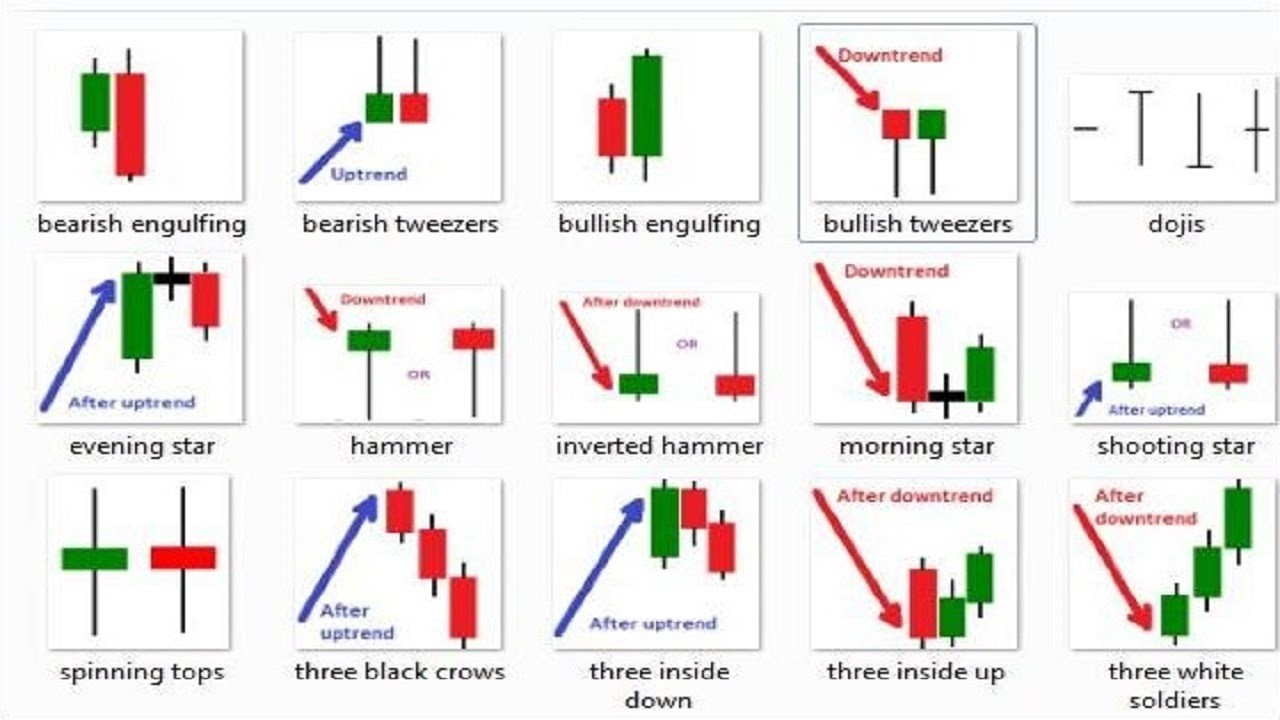 Uptrend
Downtrend
bearish engulfing
bearish tweezers
bullish engulfing
bullish tweezers
dojis
After uptrend
Downtrend
OR
After downtrend
OR
Downtrend
OR
After uptrend
evening star
hammer
inverted hammer
morning star
shooting star
After
uptrend
After uptrend
After downtrend
After
downtrend
spinning tops
three black crows
three inside
down
three inside up
three white
soldiers